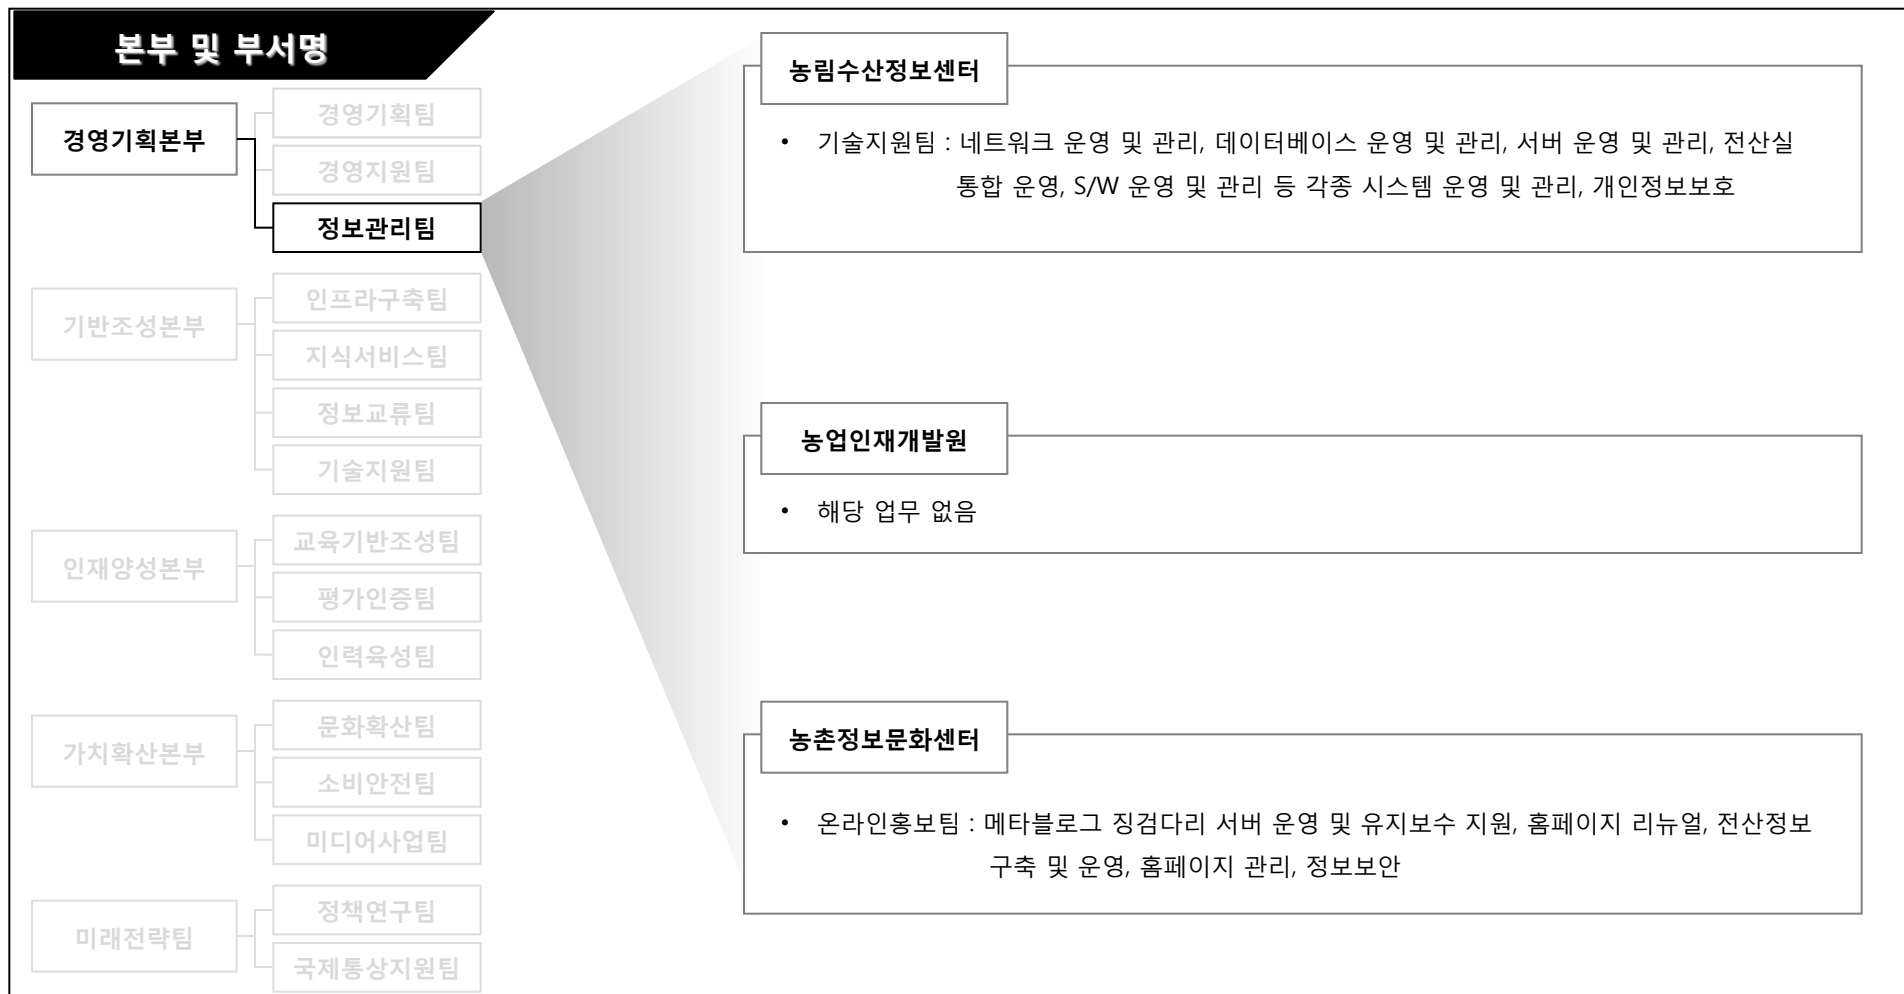 본부 및 부서명
경영기획본부
경영기획팀
경영지원팀
정보관리팀
기반조성본부
인프라구축팀
지식서비스팀
정보교류팀
기술지원팀
인재양성본부
교육기반조성팀
평가인증팀
인력육성팀
가치확산본부
문화확산팀
소비안전팀
미디어사업팀
미래전략팀
정책연구팀
국제통상지원팀
농림수산정보센터
• 기술지원팀 : 네트워크 운영 및 관리, 데이터베이스 운영 및 관리, 서버 운영 및 관리, 전산실
통합 운영, S/W 운영 및 관리 등 각종 시스템 운영 및 관리, 개인정보보호
농업인재개발원
• 해당 업무 없음
농촌정보문화센터
• 온라인홍보팀 : 메타블로그 징검다리 서버 운영 및 유지보수 지원, 홈페이지 리뉴얼, 전산정보
구축 및 운영, 홈페이지 관리, 정보보안